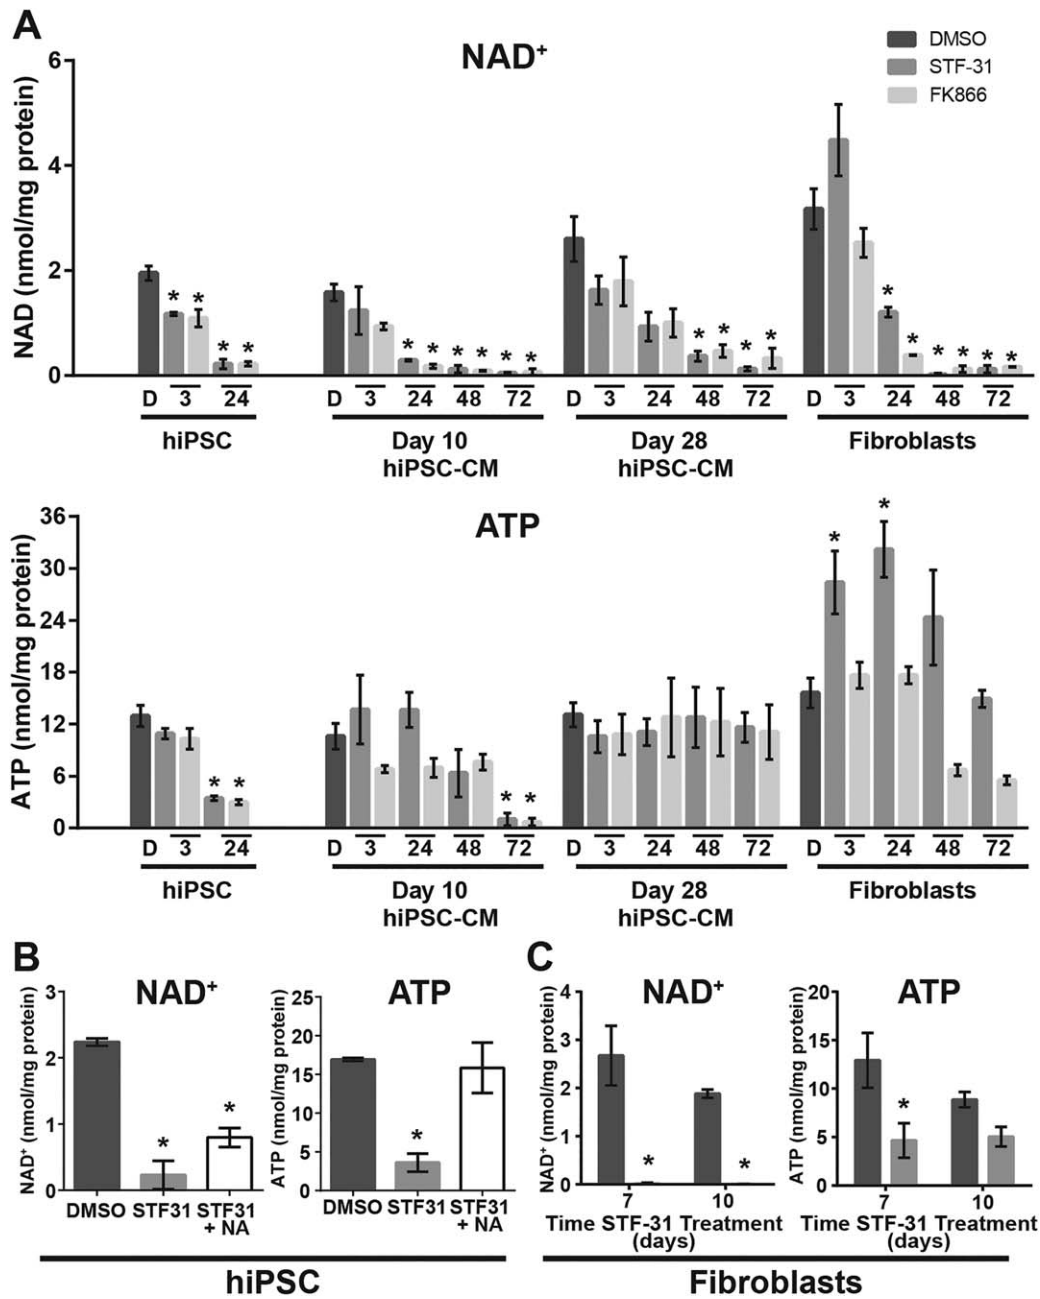 A
NAD+
DMSO
STF-31
FK866
NAD (nmol/mg protein)
6
4
2
0
* * * * * * * * * * * * * * * * * * * *
D 3 24 D 3 24 48 72 D 3 24 48 72 D 3 24 48 72
hiPSC Day 10 Day 28 Fibroblasts
hiPSC-CM hiPSC-CM
ATP
ATP (nmol/mg protein)
36
30
24
18
12
6
0
* * * * * *
D 3 24 D 3 24 48 72 D 3 24 48 72 D 3 24 48 72
hiPSC Day 10 Day 28 Fibroblasts
hiPSC-CM hiPSC-CM
B
NAD+
NAD+ (nmol/mg protein)
3
2
1
0
* *
DMSO STF31 STF31
+ NA
ATP
ATP (nmol/mg protein)
25
20
15
10
5
0
*
DMSO STF31 STF31
+ NA
hiPSC
C
NAD+
NAD+ (nmol/mg protein)
4
3
2
1
0
* *
7 10
Time STF-31 Treatment
(days)
ATP
ATP (nmol/mg protein)
20
15
10
5
0
*
7 10
Time STF-31 Treatment
(days)
Fibroblasts